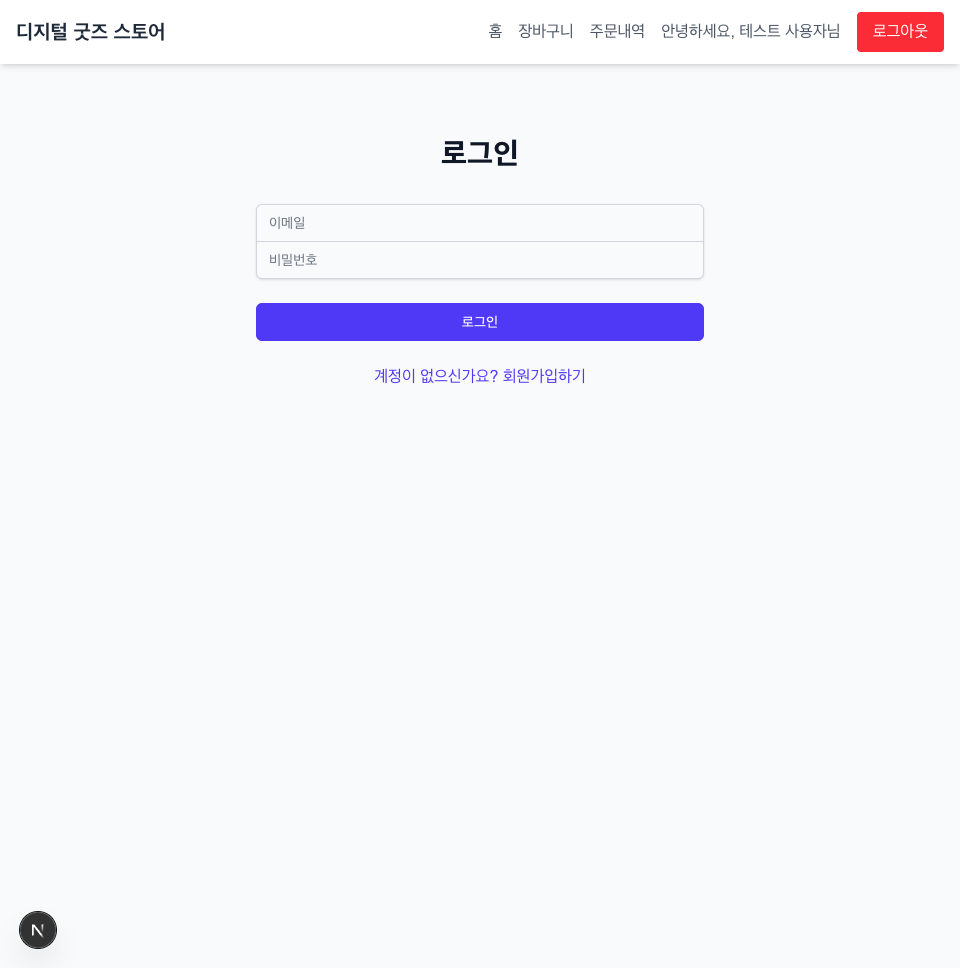 디지털 굿즈 스토어
홈 장바구니 주문내역 안녕하세요, 테스트 사용자님 로그아웃
로그인
이메일
비밀번호
로그인
계정이 없으신가요? 회원가입하기
N